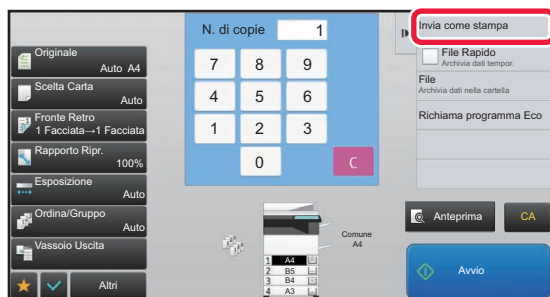 Originale
Auto A4
Scelta Carta
Auto
Fronte Retro
1 Facciata→1 Facciata
Rapporto Ripr.
100%
Esposizione
Auto
Ordina/Gruppo
Auto
Vassoio Uscita
Altri
N. di copie 1
7 8 9
4 5 6
1 2 3
0 C
Comune
A4
1 A4
2 B5
3 B4
4 A3
Invia come stampa
File Rapido
Archivia dati tempor.
File
Archivia dati nella cartella
Richiama programma Eco
Anteprima
CA
Avvio